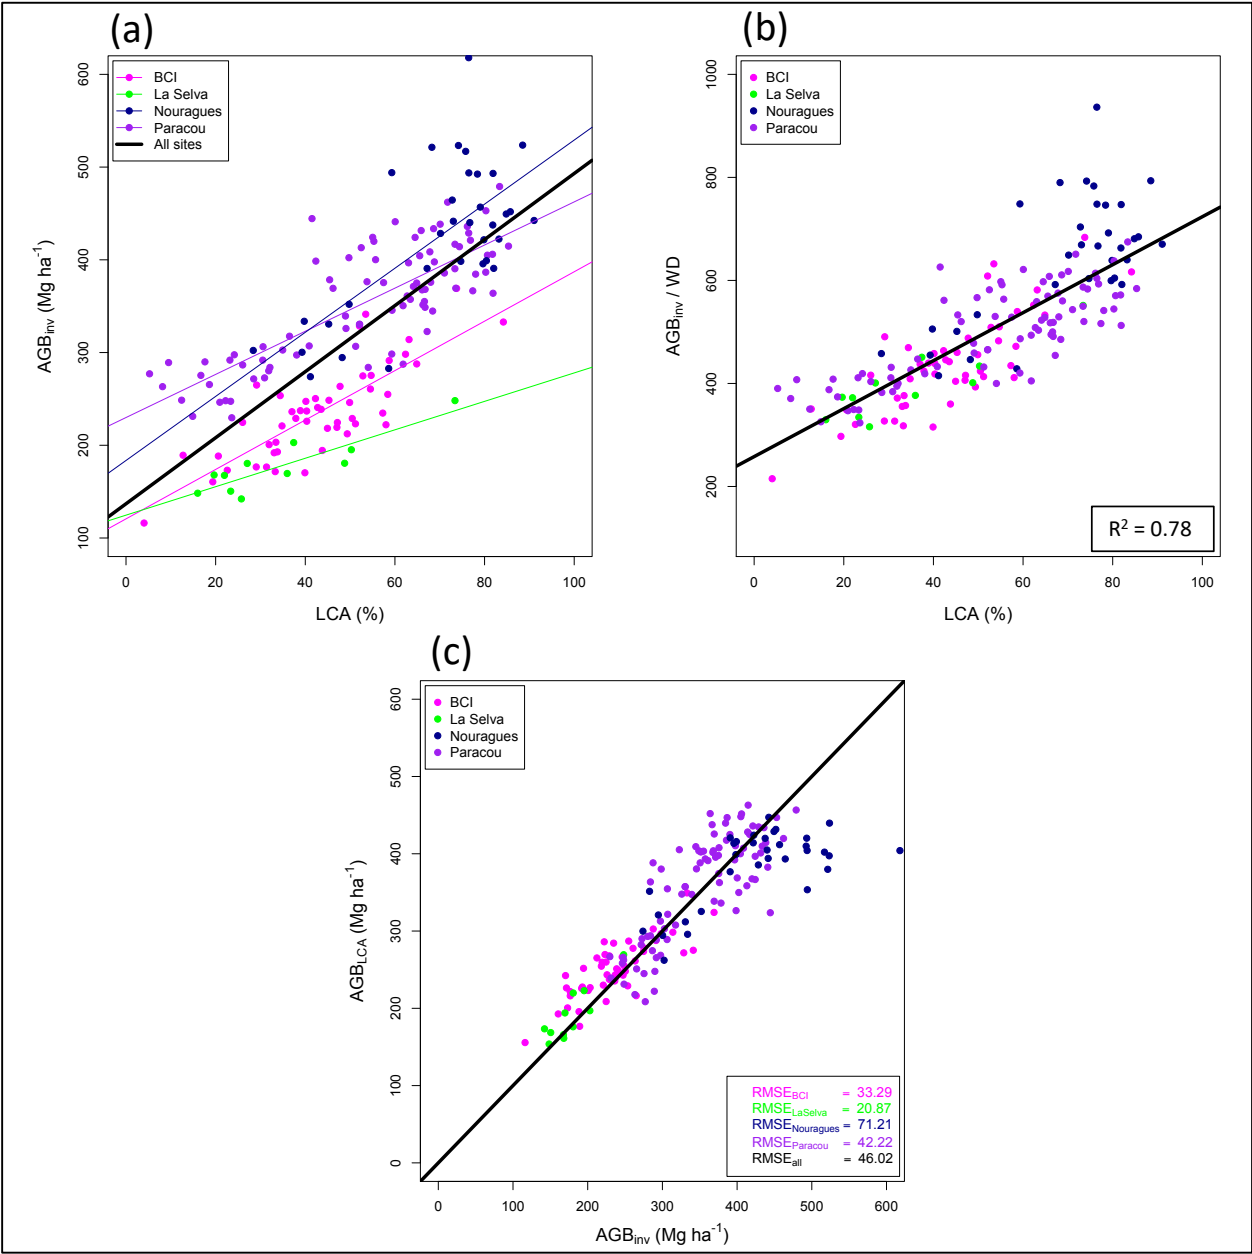 (a)
BCI
La Selva
Nouragues
Paracou
All sites
600
500
400
300
200
100
AGBinv (Mg ha-1)
0 20 40 60 80 100
LCA (%)
(b)
BCI
La Selva
Nouragues
Paracou
1000
800
600
400
200
AGBinv / WD
R2 = 0.78
0 20 40 60 80 100
LCA (%)
(c)
BCI
La Selva
Nouragues
Paracou
600
500
400
300
200
100
0
AGBLCA (Mg ha-1)
RMSEBCI = 33.29
RMSELaSelva = 20.87
RMSENouragues = 71.21
RMSEParacou = 42.22
RMSEall = 46.02
0 100 200 300 400 500 600
AGBinv (Mg ha-1)